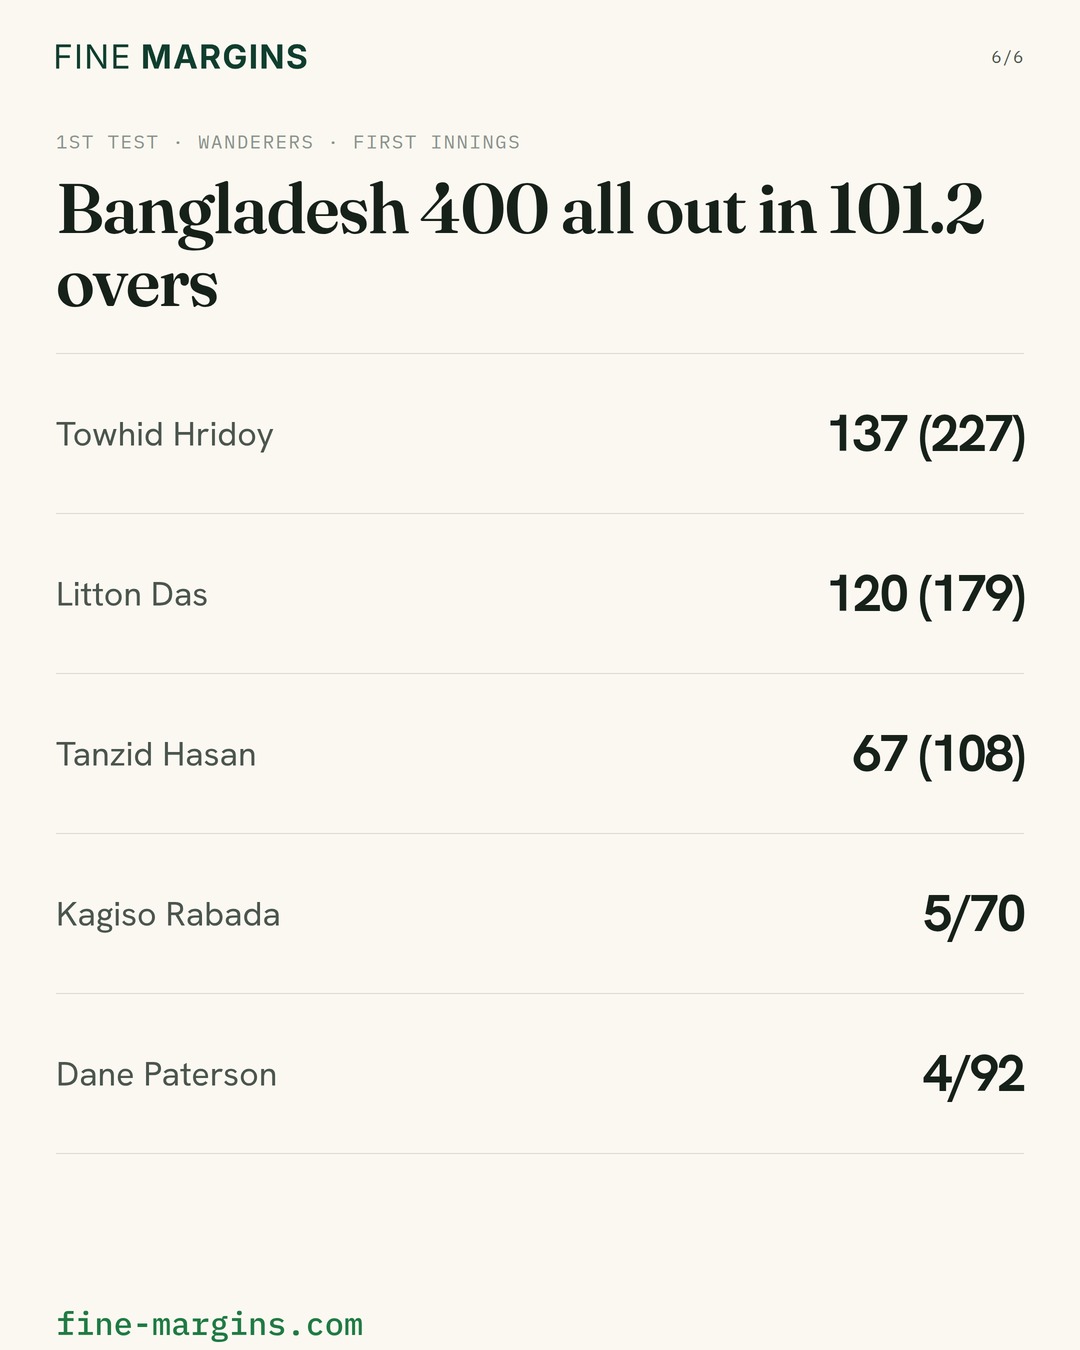 FINE MARGINS
6/6
1ST TEST · WANDERERS · FIRST INNINGS
Bangladesh 400 all out in 101.2
overs
Towhid Hridoy 137 (227)
Litton Das 120 (179)
Tanzid Hasan 67 (108)
Kagiso Rabada 5/70
Dane Paterson 4/92
fine-margins.com